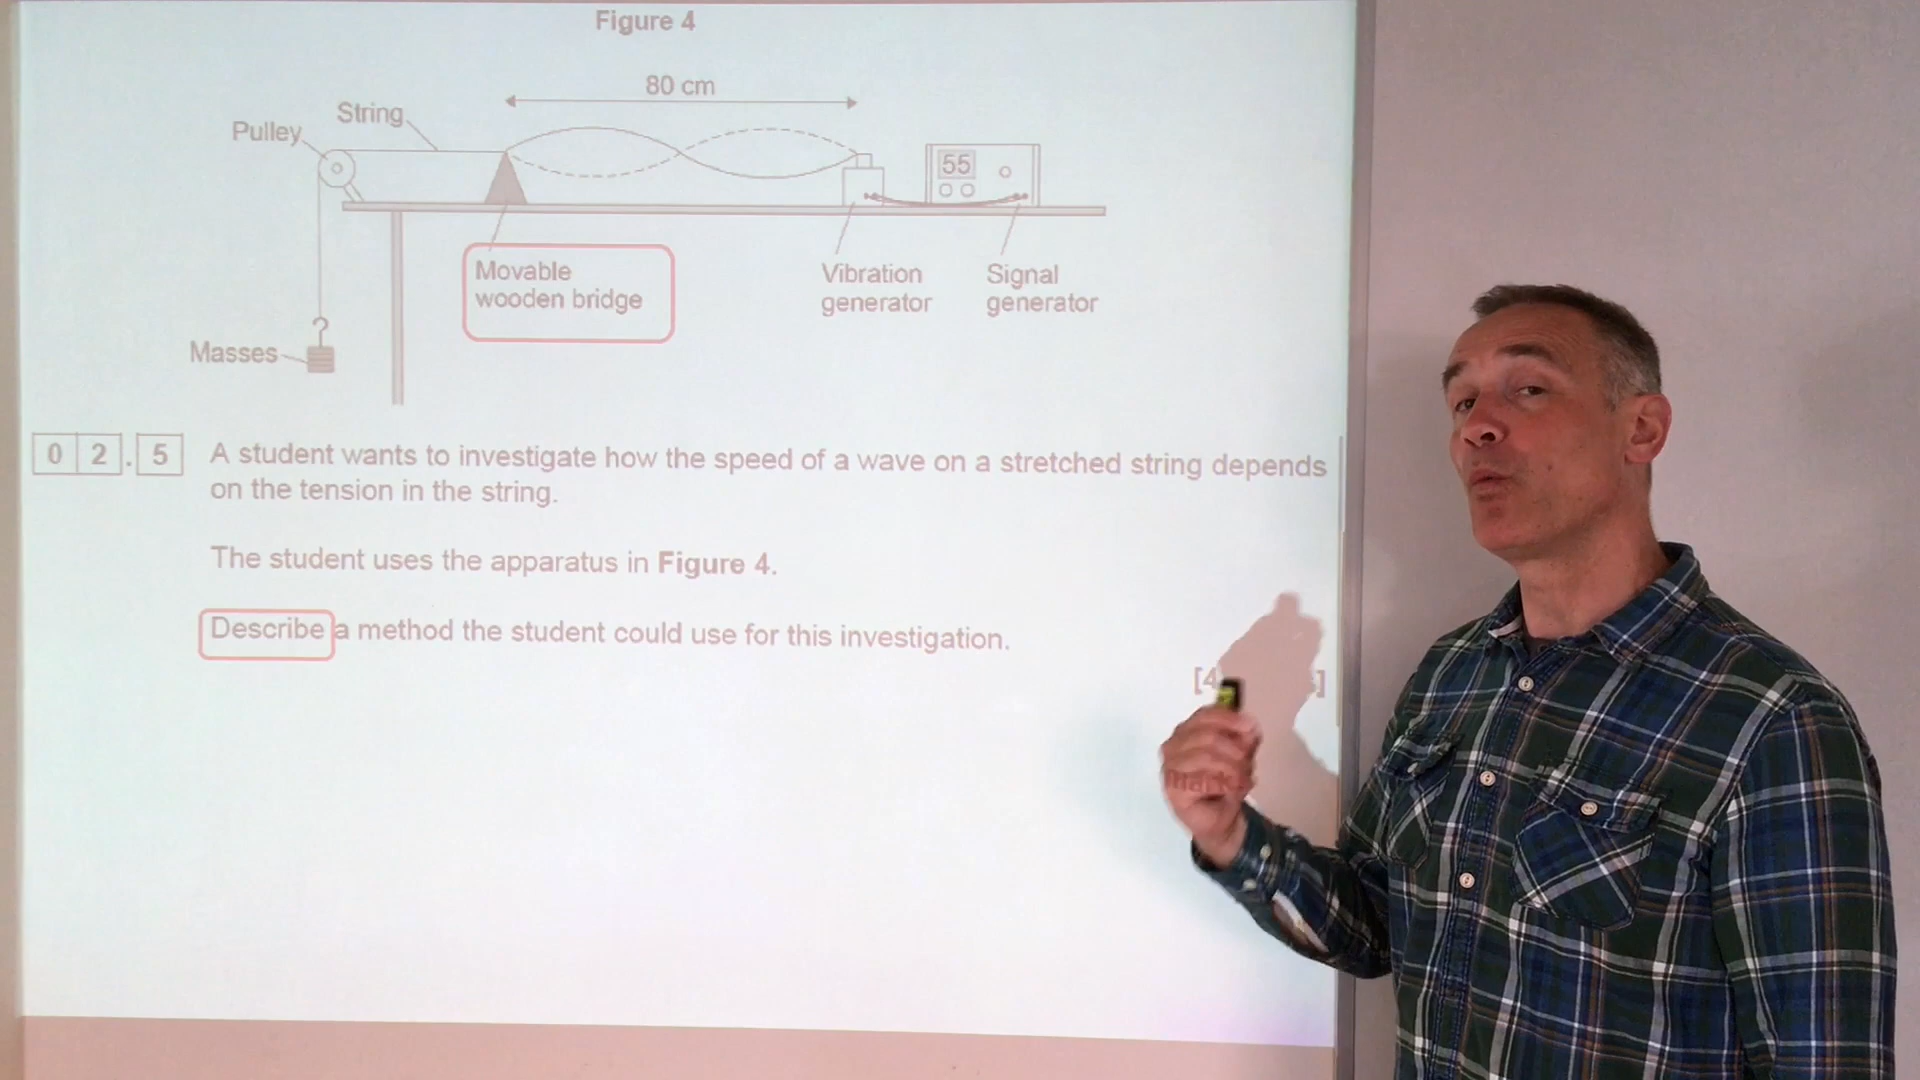 Figure 4
80 cm
String
Pulley
55
Movable
wooden bridge
Vibration
generator
Signal
generator
Masses
0 2 . 5 A student wants to investigate how the speed of a wave on a stretched string depends
on the tension in the string.
The student uses the apparatus in Figure 4.
Describe a method the student could use for this investigation.
[4